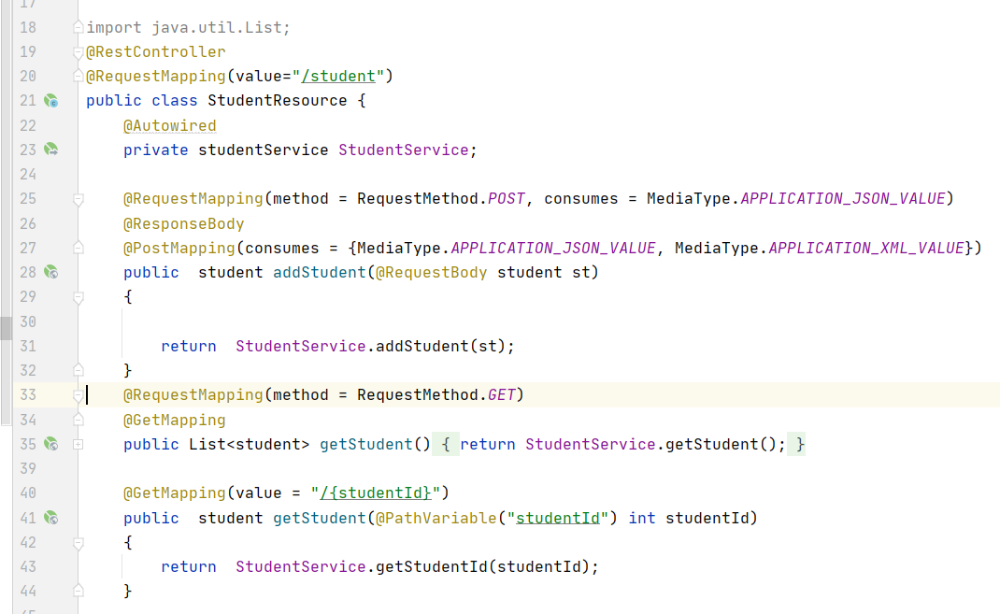 17
18 import java.util.List;
19 @RestController
20 @RequestMapping(value="/student")
21 public class StudentResource {
22 @Autowired
23 private studentService StudentService;
24
25 @RequestMapping(method = RequestMethod.POST, consumes = MediaType.APPLICATION_JSON_VALUE)
26 @ResponseBody
27 @PostMapping(consumes = {MediaType.APPLICATION_JSON_VALUE, MediaType.APPLICATION_XML_VALUE})
28 public  student addStudent(@RequestBody student st)
29 {
30
31 return  StudentService.addStudent(st);
32 }
33 @RequestMapping(method = RequestMethod.GET)
34 @GetMapping
35 public List<student> getStudent() { return StudentService.getStudent(); }
39
40 @GetMapping(value = "/{studentId}")
41 public  student getStudent(@PathVariable("studentId") int studentId)
42 {
43 return  StudentService.getStudentId(studentId);
44 }
45